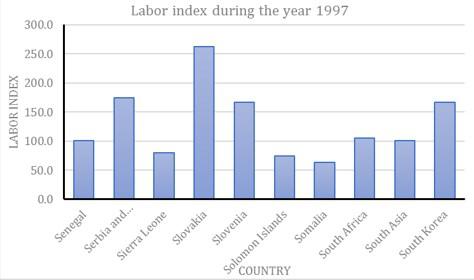 Labor index during the year 1997
300.0
250.0
200.0
150.0
100.0
50.0
0.0
LABOR INDEX
Senegal
Serbia and...
Sierra Leone
Slovakia
Slovenia
Solomon Islands
Somalia
South Africa
South Asia
South Korea
COUNTRY